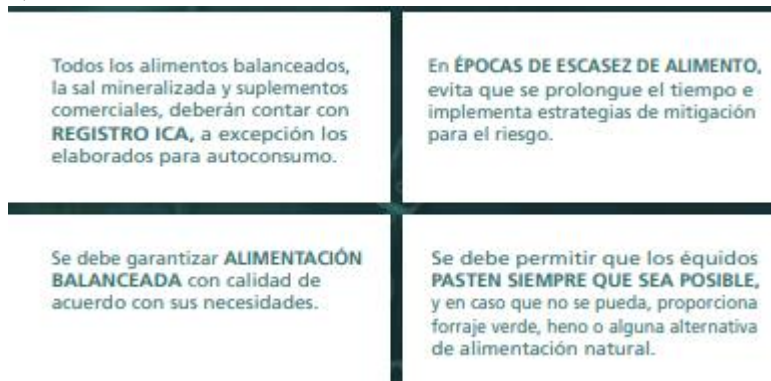 Todos los alimentos balanceados,
la sal mineralizada y suplementos
comerciales, deberán contar con
REGISTRO ICA, a excepción los
elaborados para autoconsumo.
En ÉPOCAS DE ESCASEZ DE ALIMENTO,
evita que se prolongue el tiempo e
implementa estrategias de mitigación
para el riesgo.
Se debe garantizar ALIMENTACIÓN
BALANCEADA con calidad de
acuerdo con sus necesidades.
Se debe permitir que los équidos
PASTEN SIEMPRE QUE SEA POSIBLE,
y en caso que no se pueda, proporciona
forraje verde, heno o alguna alternativa
de alimentación natural.